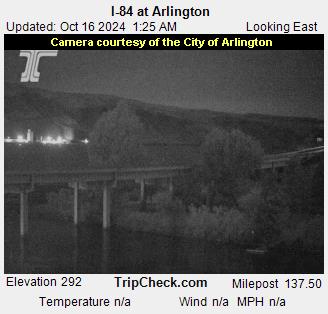 I-84 at Arlington
Updated: Oct 16 2024 1:25 AM Looking East
Camera courtesy of the City of Arlington
Elevation 292 TripCheck.com Milepost 137.50
Temperature n/a Wind n/a MPH n/a